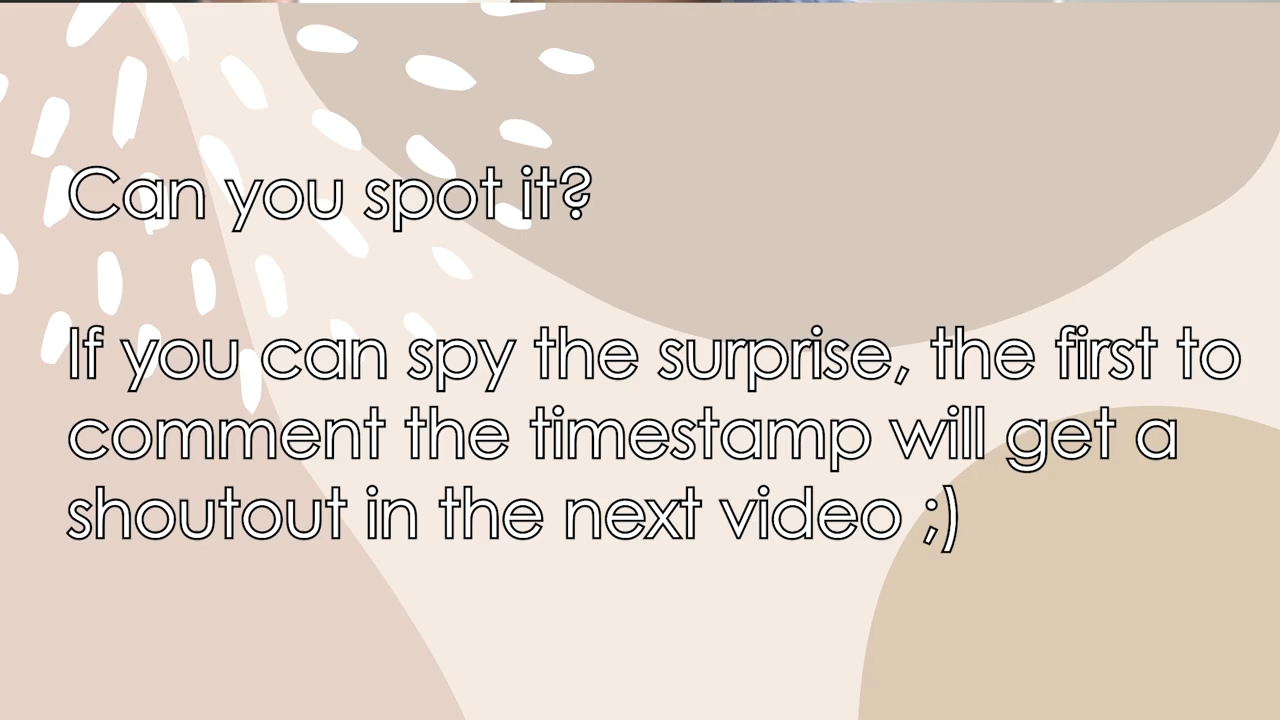 Can you spot it?
If you can spy the surprise, the first to
comment the timestamp will get a
shoutout in the next video ;)